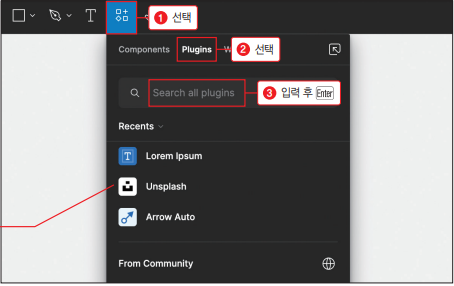 T
1 선택
Components Plugins W 2 선택
Search all plugins 3 입력 후 Enter
Recents
T Lorem Ipsum
Unsplash
Arrow Auto
From Community